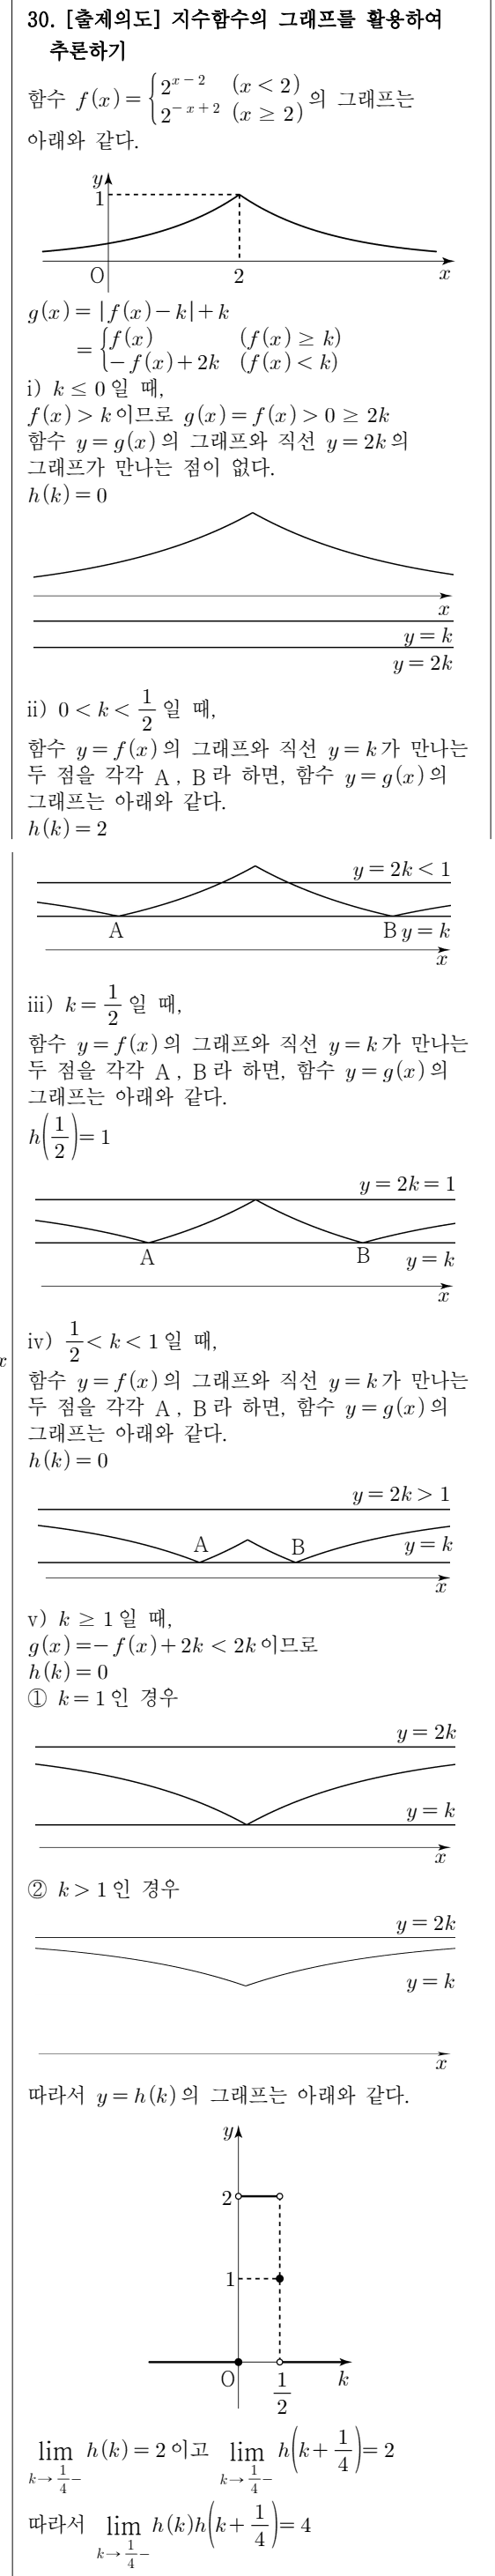 30. [출제의도] 지수함수의 그래프를 활용하여
추론하기
함수 f(x) = { 2^{x-2} (x < 2)
2^{-x+2} (x ≥ 2) 의 그래프는
아래와 같다.
y
1
O 2 x
g(x) = |f(x) - k| + k
= { f(x) (f(x) ≥ k)
-f(x) + 2k (f(x) < k)
i) k ≤ 0 일 때,
f(x) > k 이므로 g(x) = f(x) > 0 ≥ 2k
함수 y = g(x) 의 그래프와 직선 y = 2k 의
그래프가 만나는 점이 없다.
h(k) = 0
x
y = k
y = 2k
ii) 0 < k < 1/2 일 때,
함수 y = f(x) 의 그래프와 직선 y = k 가 만나는
두 점을 각각 A, B 라 하면, 함수 y = g(x) 의
그래프는 아래와 같다.
h(k) = 2
y = 2k < 1
A B y = k
x
iii) k = 1/2 일 때,
함수 y = f(x) 의 그래프와 직선 y = k 가 만나는
두 점을 각각 A, B 라 하면, 함수 y = g(x) 의
그래프는 아래와 같다.
h(1/2) = 1
y = 2k = 1
A B y = k
x
x
iv) 1/2 < k < 1 일 때,
함수 y = f(x) 의 그래프와 직선 y = k 가 만나는
두 점을 각각 A, B 라 하면, 함수 y = g(x) 의
그래프는 아래와 같다.
h(k) = 0
y = 2k > 1
A B y = k
x
v) k ≥ 1 일 때,
g(x) = -f(x) + 2k < 2k 이므로
h(k) = 0
① k = 1 인 경우
y = 2k
y = k
x
② k > 1 인 경우
y = 2k
y = k
x
따라서 y = h(k) 의 그래프는 아래와 같다.
y
2
1
O 1/2 k
lim_{k→1/4-} h(k) = 2 이고 lim_{k→1/4-} h(k + 1/4) = 2
따라서 lim_{k→1/4-} h(k)h(k + 1/4) = 4